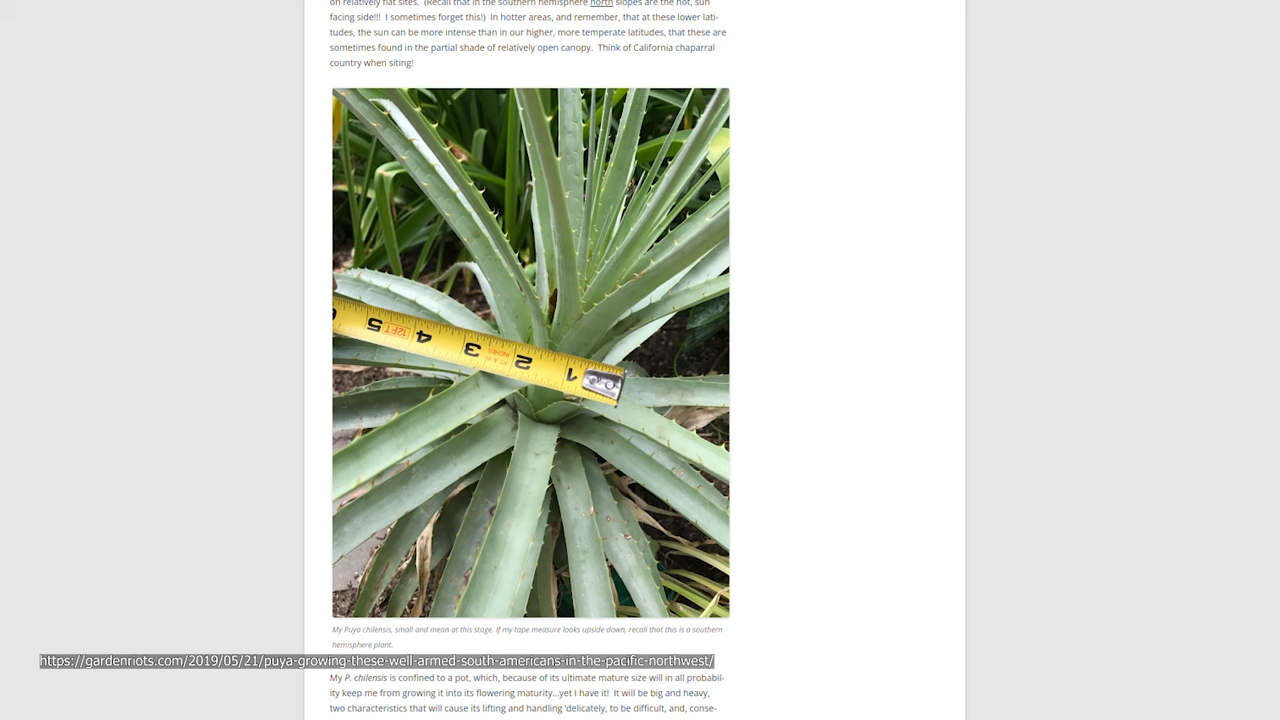 on relatively flat sites. (Recall that in the southern hemisphere north slopes are the hot, sun
facing side!!! I sometimes forget this!) In hotter areas, and remember, that at these lower lati-
tudes, the sun can be more intense than in our higher, more temperate latitudes, that these are
sometimes found in the partial shade of relatively open canopy. Think of California chaparral
country when siting!
6 5 12FT 4 3 INCHES 2 1
My Puya chilensis, small and mean at this stage. If my tape measure looks upside down, recall that this is a southern
hemisphere plant.
https://gardenriots.com/2019/05/21/puya-growing-these-well-armed-south-americans-in-the-pacific-northwest/
My P. chilensis is confined to a pot, which, because of its ultimate mature size will in all probabil-
ity keep me from growing it into its flowering maturity...yet I have it! It will be big and heavy,
two characteristics that will cause its lifting and handling 'delicately, to be difficult, and, conse-